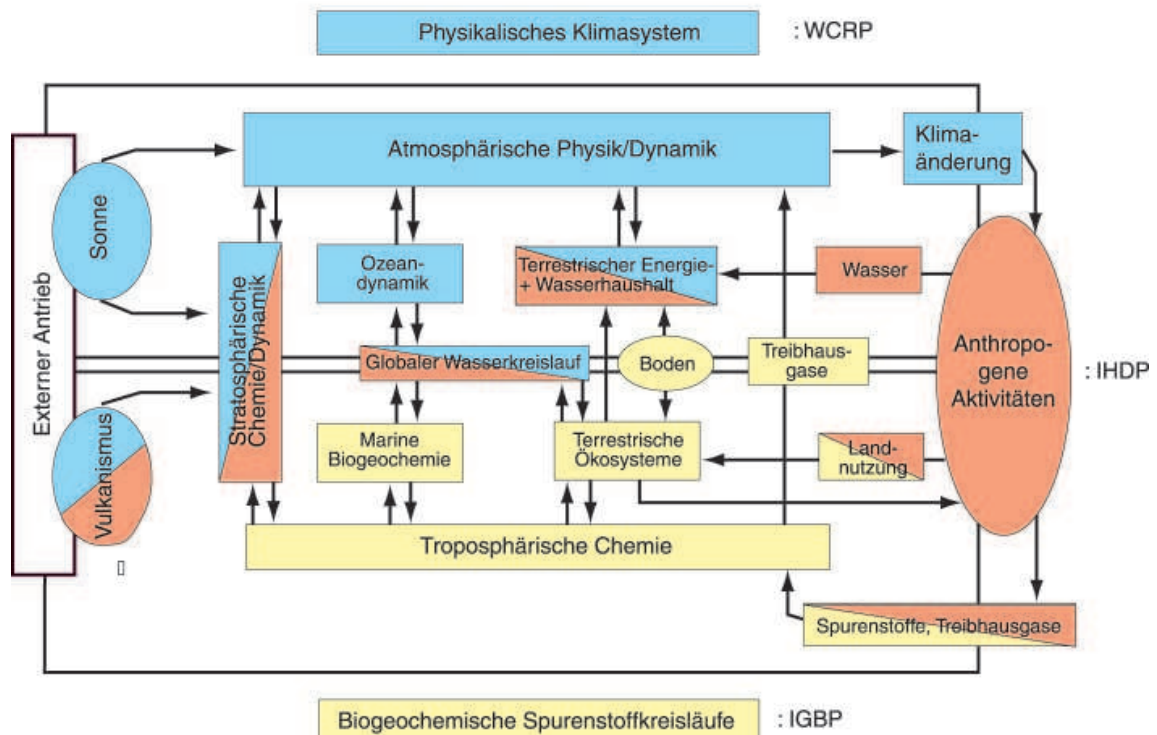 Physikalisches Klimasystem
: WCRP
Externer Antrieb
Sonne
Vulkanismus
Atmosphärische Physik/Dynamik
Klima-
änderung
Stratosphärische
Chemie/Dynamik
Ozean-
dynamik
Terrestrischer Energie-
+ Wasserhaushalt
Wasser
Globaler Wasserkreislauf
Boden
Treibhaus-
gase
Anthropo-
gene
Aktivitäten
: IHDP
Marine
Biogeochemie
Terrestrische
Ökosysteme
Land-
nutzung
Troposphärische Chemie
Spurenstoffe, Treibhausgase
Biogeochemische Spurenstoffkreisläufe
: IGBP